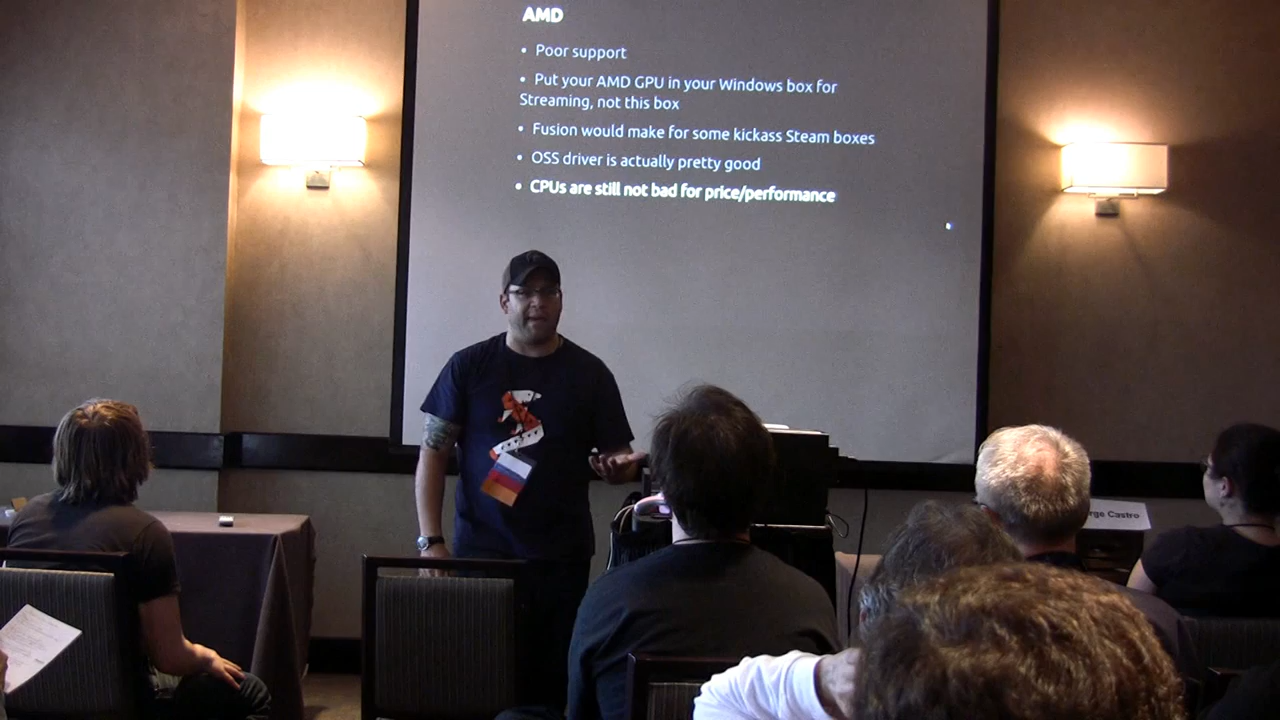 AMD
• Poor support
• Put your AMD GPU in your Windows box for
Streaming, not this box
• Fusion would make for some kickass Steam boxes
• OSS driver is actually pretty good
• CPUs are still not bad for price/performance
rge Castro